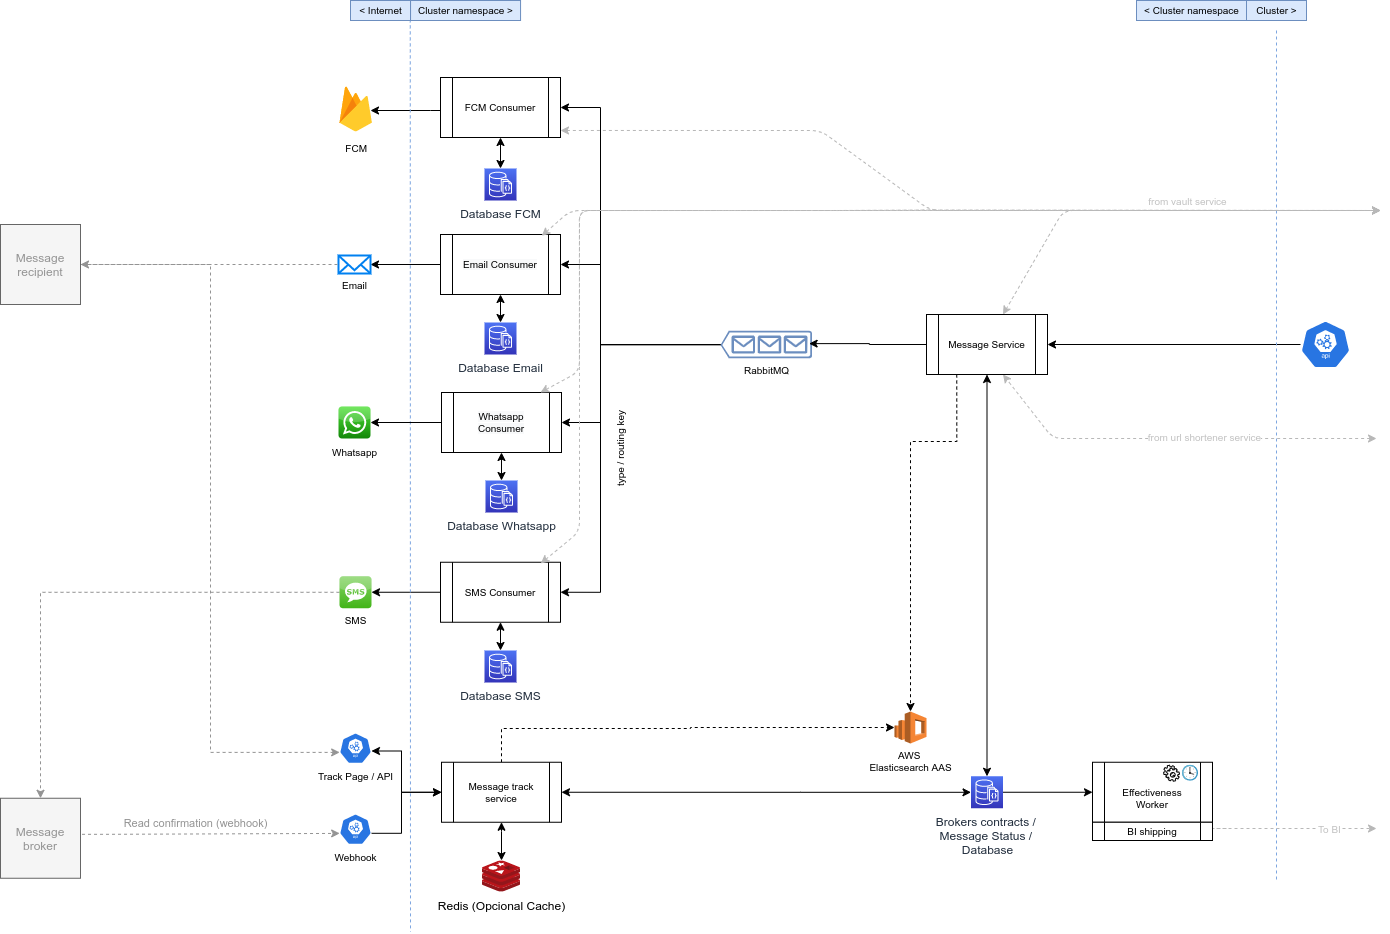 < Internet
Cluster namespace >
< Cluster namespace
Cluster >
FCM Consumer
FCM
Database FCM
from vault service
Message
recipient
Email Consumer
Email
Database Email
Message Service
api
RabbitMQ
Whatsapp
Consumer
Whatsapp
type / routing key
from url shortener service
Database Whatsapp
SMS
SMS Consumer
SMS
Database SMS
AWS
Elasticsearch AAS
Track Page / API
Message track
service
Effectiveness
Worker
BI shipping
Message
broker
Read confirmation (webhook)
Webhook
Brokers contracts /
Message Status /
Database
To BI
Redis (Opcional Cache)